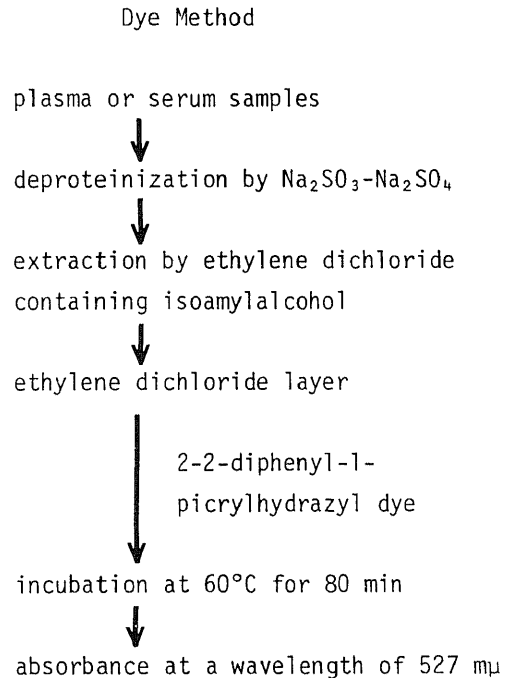 Dye Method
plasma or serum samples
deproteinization by Na₂SO₃-Na₂SO₄
extraction by ethylene dichloride
containing isoamylalcohol
ethylene dichloride layer
2-2-diphenyl-1-
picrylhydrazyl dye
incubation at 60°C for 80 min
absorbance at a wavelength of 527 mμ